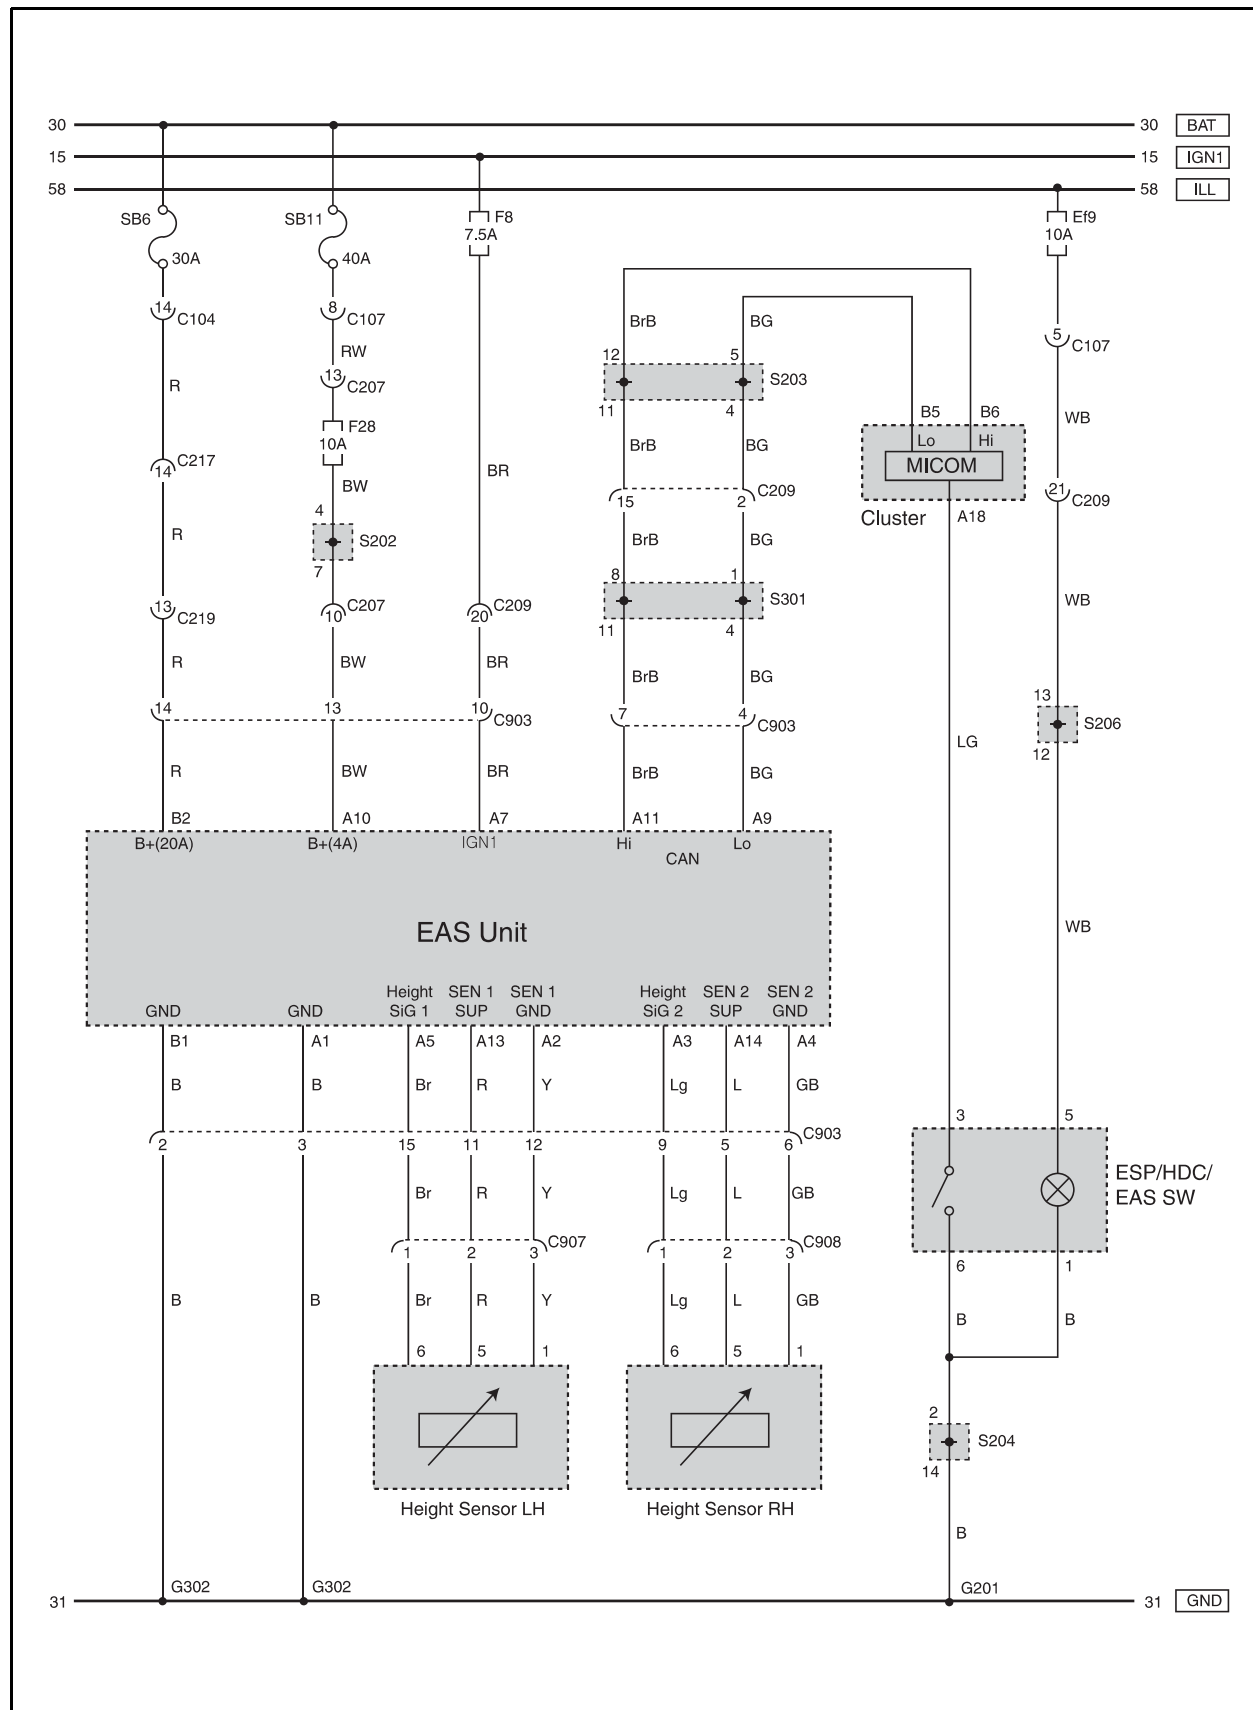 30 30 BAT
15 15 IGN1
58 58 ILL
SB6 SB11 F8 Ef9
7.5A 10A
30A 40A
14 C104 8 C107
BrB BG
5 C107
RW
12 5
13 C207 S203
R
11 4
B5 B6
WB
F28
10A
Lo Hi
BrB BG
MICOM
C217
14
BR
BW
C209
15 2
21 C209
Cluster A18
4
R S202 BrB BG
7
8 1
13 C219 C207 10 C209 20 S301 WB
11 4
R BW BR BrB BG
13
14 13 10 C903 7 4 C903
S206
LG
12
R BW BR BrB BG
B2 A10 A7 A11 A9
B+(20A) B+(4A) IGN1 Hi CAN Lo
EAS Unit
WB
Height SEN 1 SEN 1 Height SEN 2 SEN 2
GND GND SiG 1 SUP GND SiG 2 SUP GND
B1 A1 A5 A13 A2 A3 A14 A4
B B Br R Y Lg L GB
3 5
2 3 15 11 12 9 5 6 C903
ESP/HDC/
EAS SW
Br R Y Lg L GB
1 2 3 C907 1 2 3 C908
6 1
B B Br R Y Lg L GB
B B
6 5 1 6 5 1
2
S204
14
Height Sensor LH Height Sensor RH
B
G302 G302 G201
31 31 GND